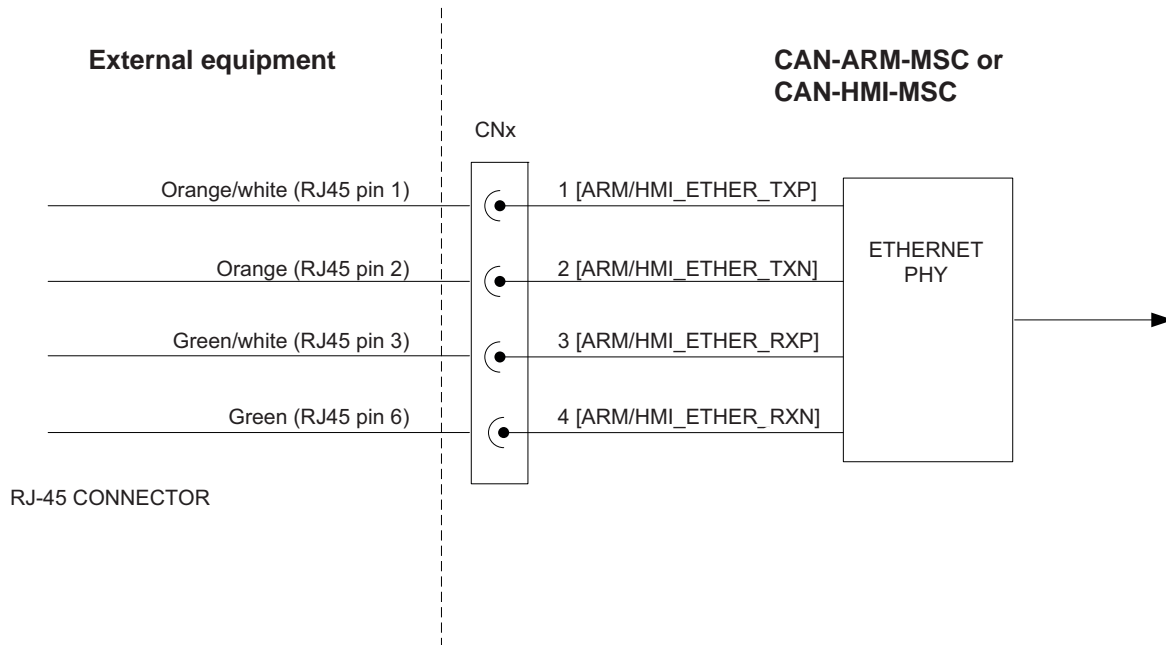 External equipment
CAN-ARM-MSC or
CAN-HMI-MSC
CNx
Orange/white (RJ45 pin 1)
1 [ARM/HMI_ETHER_TXP]
Orange (RJ45 pin 2)
2 [ARM/HMI_ETHER_TXN]
ETHERNET
PHY
Green/white (RJ45 pin 3)
3 [ARM/HMI_ETHER_RXP]
Green (RJ45 pin 6)
4 [ARM/HMI_ETHER_RXN]
RJ-45 CONNECTOR